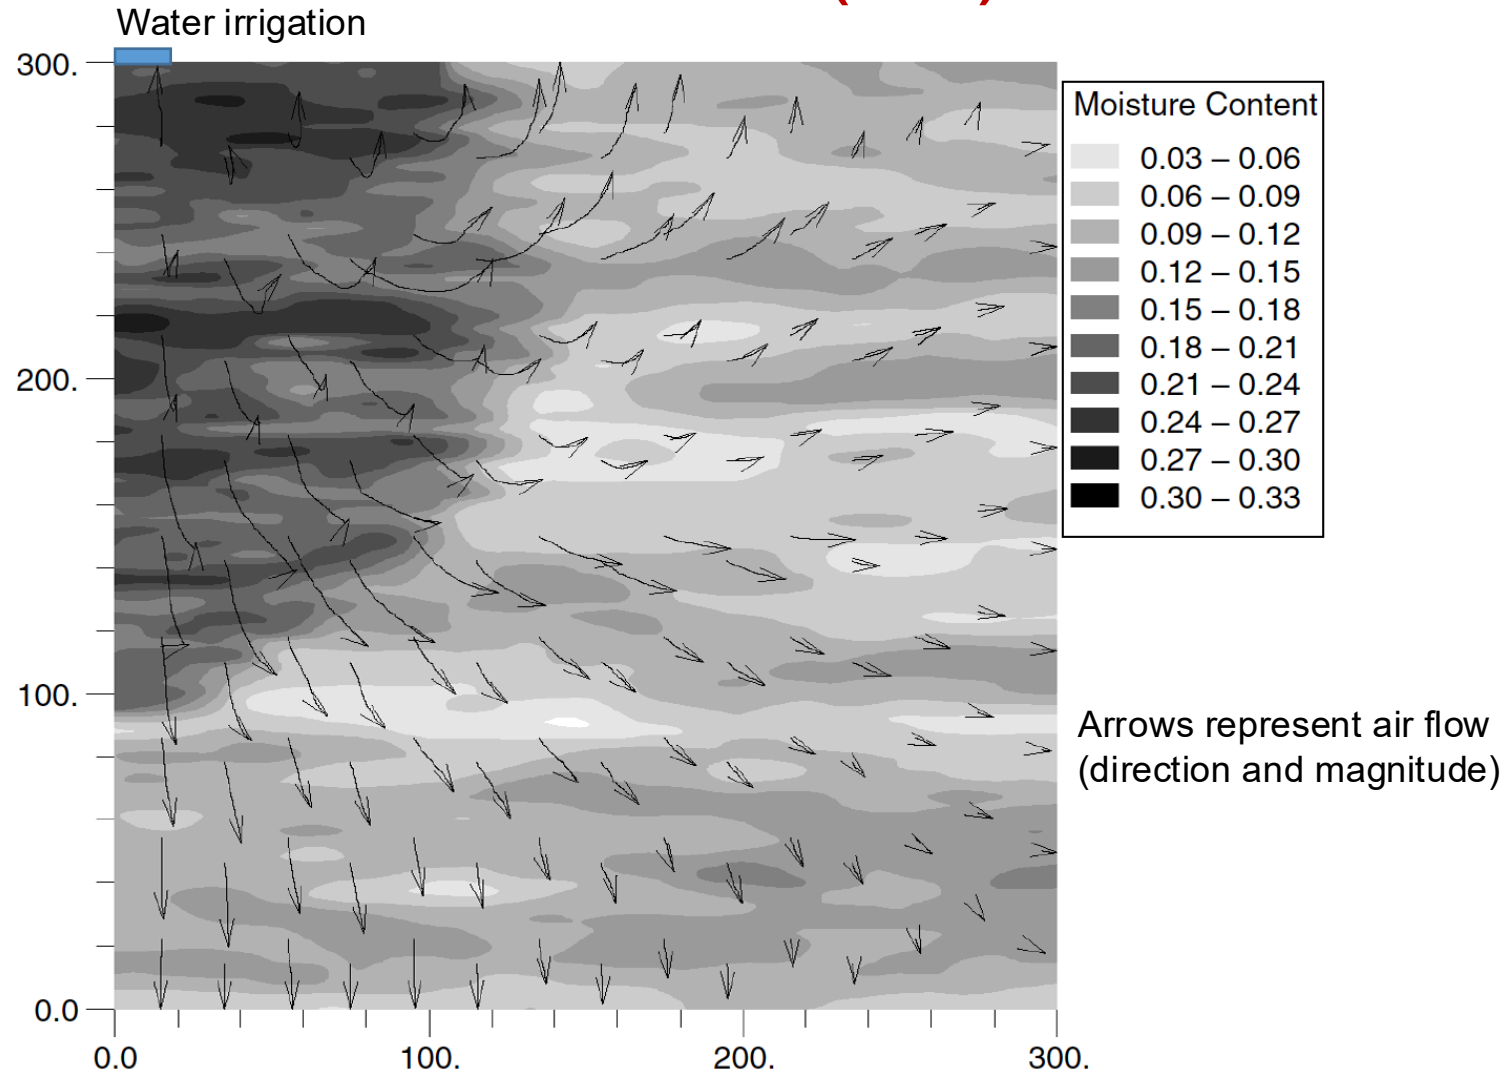 Water irrigation
300.
200.
100.
0.0
0.0 100. 200. 300.
Moisture Content
0.03 – 0.06
0.06 – 0.09
0.09 – 0.12
0.12 – 0.15
0.15 – 0.18
0.18 – 0.21
0.21 – 0.24
0.24 – 0.27
0.27 – 0.30
0.30 – 0.33
Arrows represent air flow
(direction and magnitude)